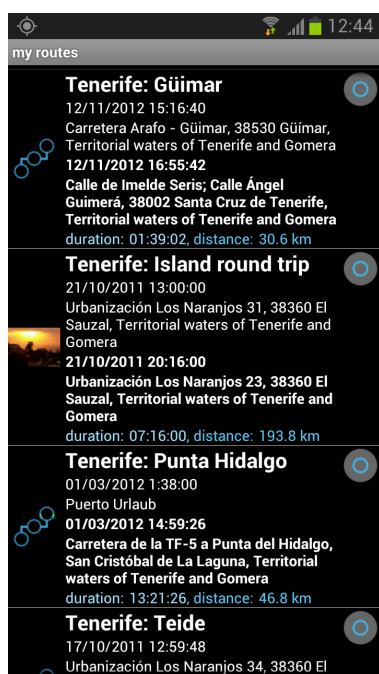 12:44
my routes
Tenerife: Güimar
12/11/2012 15:16:40
Carretera Arafo - Güimar, 38530 Güímar,
Territorial waters of Tenerife and Gomera
12/11/2012 16:55:42
Calle de Imelde Seris; Calle Ángel
Guimerá, 38002 Santa Cruz de Tenerife,
Territorial waters of Tenerife and Gomera
duration: 01:39:02, distance: 30.6 km
Tenerife: Island round trip
21/10/2011 13:00:00
Urbanización Los Naranjos 31, 38360 El
Sauzal, Territorial waters of Tenerife and
Gomera
21/10/2011 20:16:00
Urbanización Los Naranjos 23, 38360 El
Sauzal, Territorial waters of Tenerife and
Gomera
duration: 07:16:00, distance: 193.8 km
Tenerife: Punta Hidalgo
01/03/2012 1:38:00
Puerto Urlaub
01/03/2012 14:59:26
Carretera de la TF-5 a Punta del Hidalgo,
San Cristóbal de La Laguna, Territorial
waters of Tenerife and Gomera
duration: 13:21:26, distance: 46.8 km
Tenerife: Teide
17/10/2011 12:59:48
Urbanización Los Naranjos 34, 38360 El